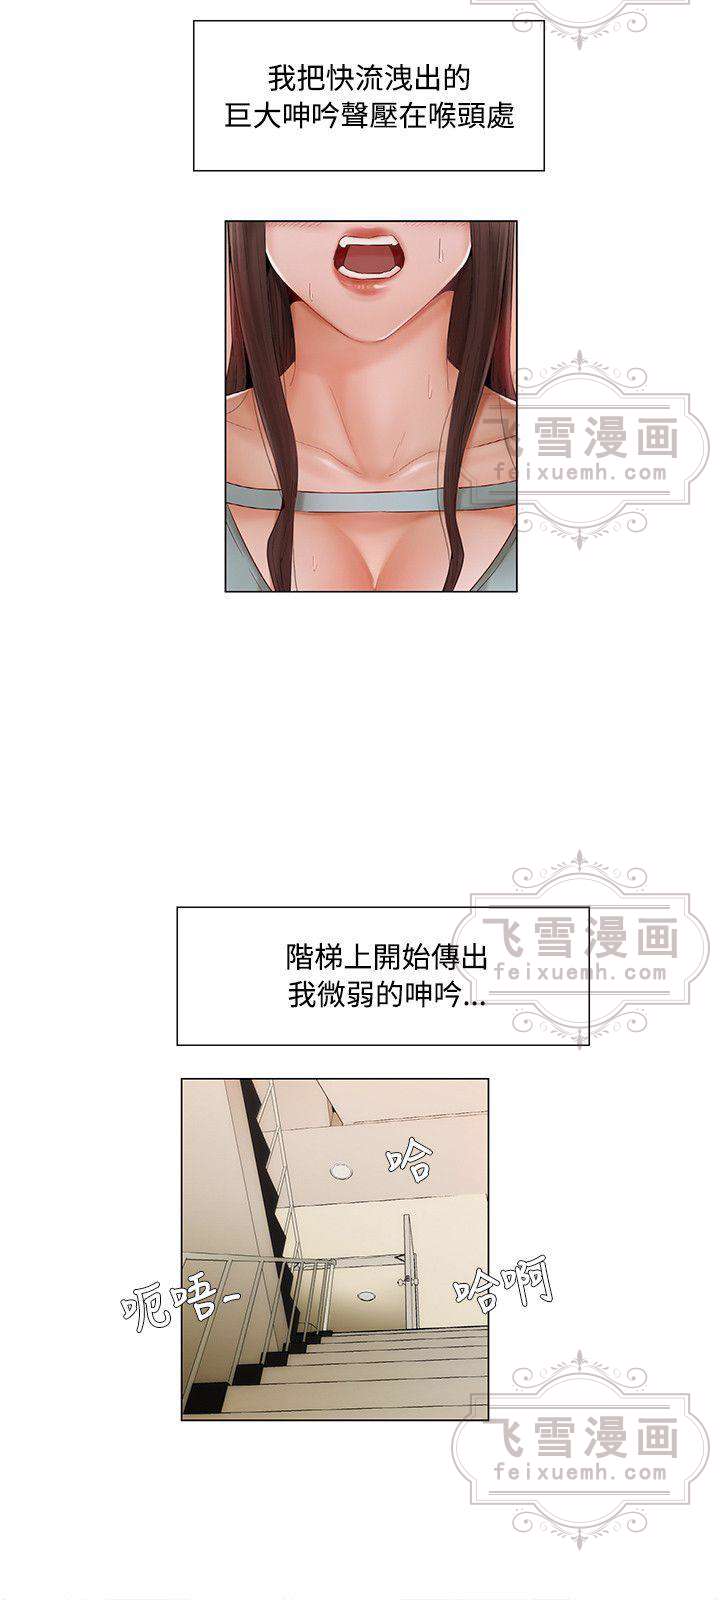 我把快流洩出的
巨大呻吟聲壓在喉頭處
飞雪漫画
feixuemh.com
飞雪漫画
feixuemh.com
階梯上開始傳出
我微弱的呻吟...
哈
呃唔-
哈啊
飞雪漫画
feixuemh.com